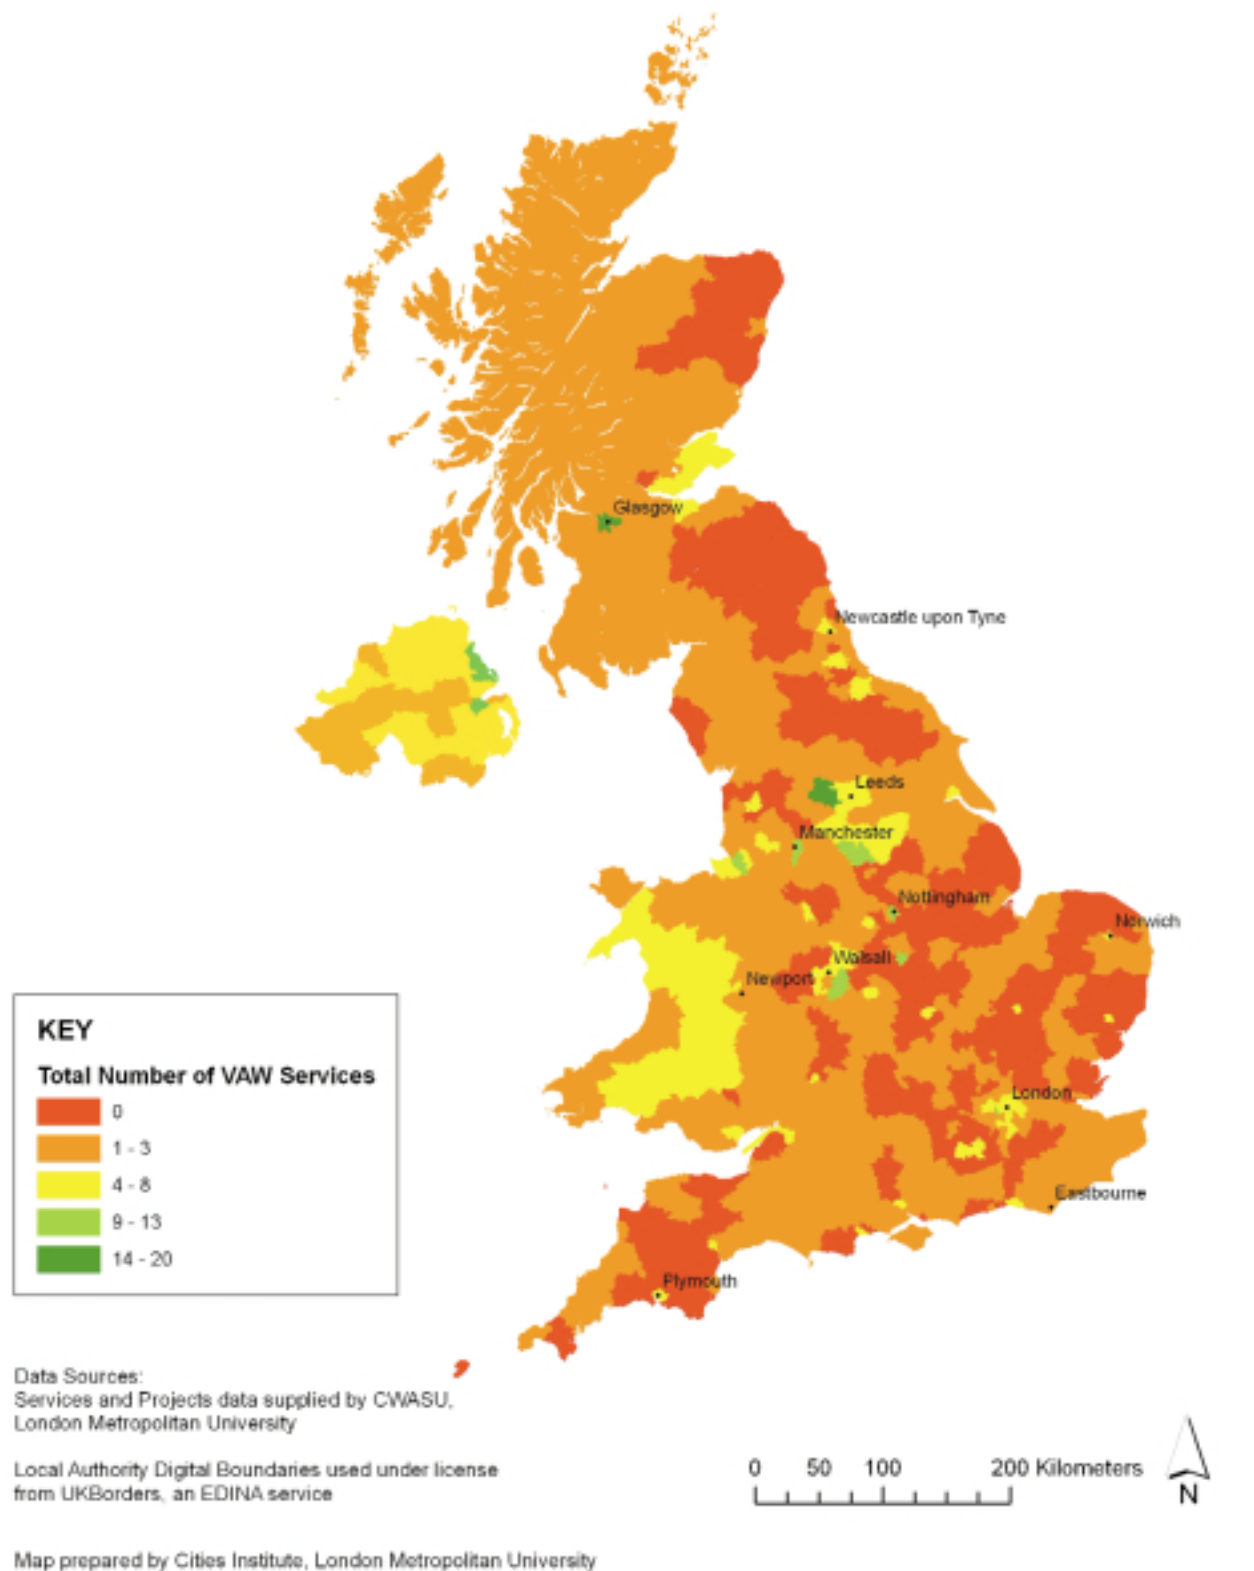 Glasgow
Newcastle upon Tyne
Leeds
Manchester
Nottingham
Norwich
Walsall
Newport
KEY
Total Number of VAW Services
0
1 - 3
4 - 8
9 - 13
14 - 20
London
Eastbourne
Plymouth
Data Sources:
Services and Projects data supplied by CWASU,
London Metropolitan University
Local Authority Digital Boundaries used under license
from UKBorders, an EDINA service
0 50 100 200 Kilometers
N
Map prepared by Cities Institute, London Metropolitan University